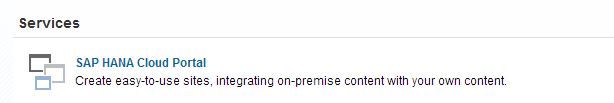 Services
SAP HANA Cloud Portal
Create easy-to-use sites, integrating on-premise content with your own content.